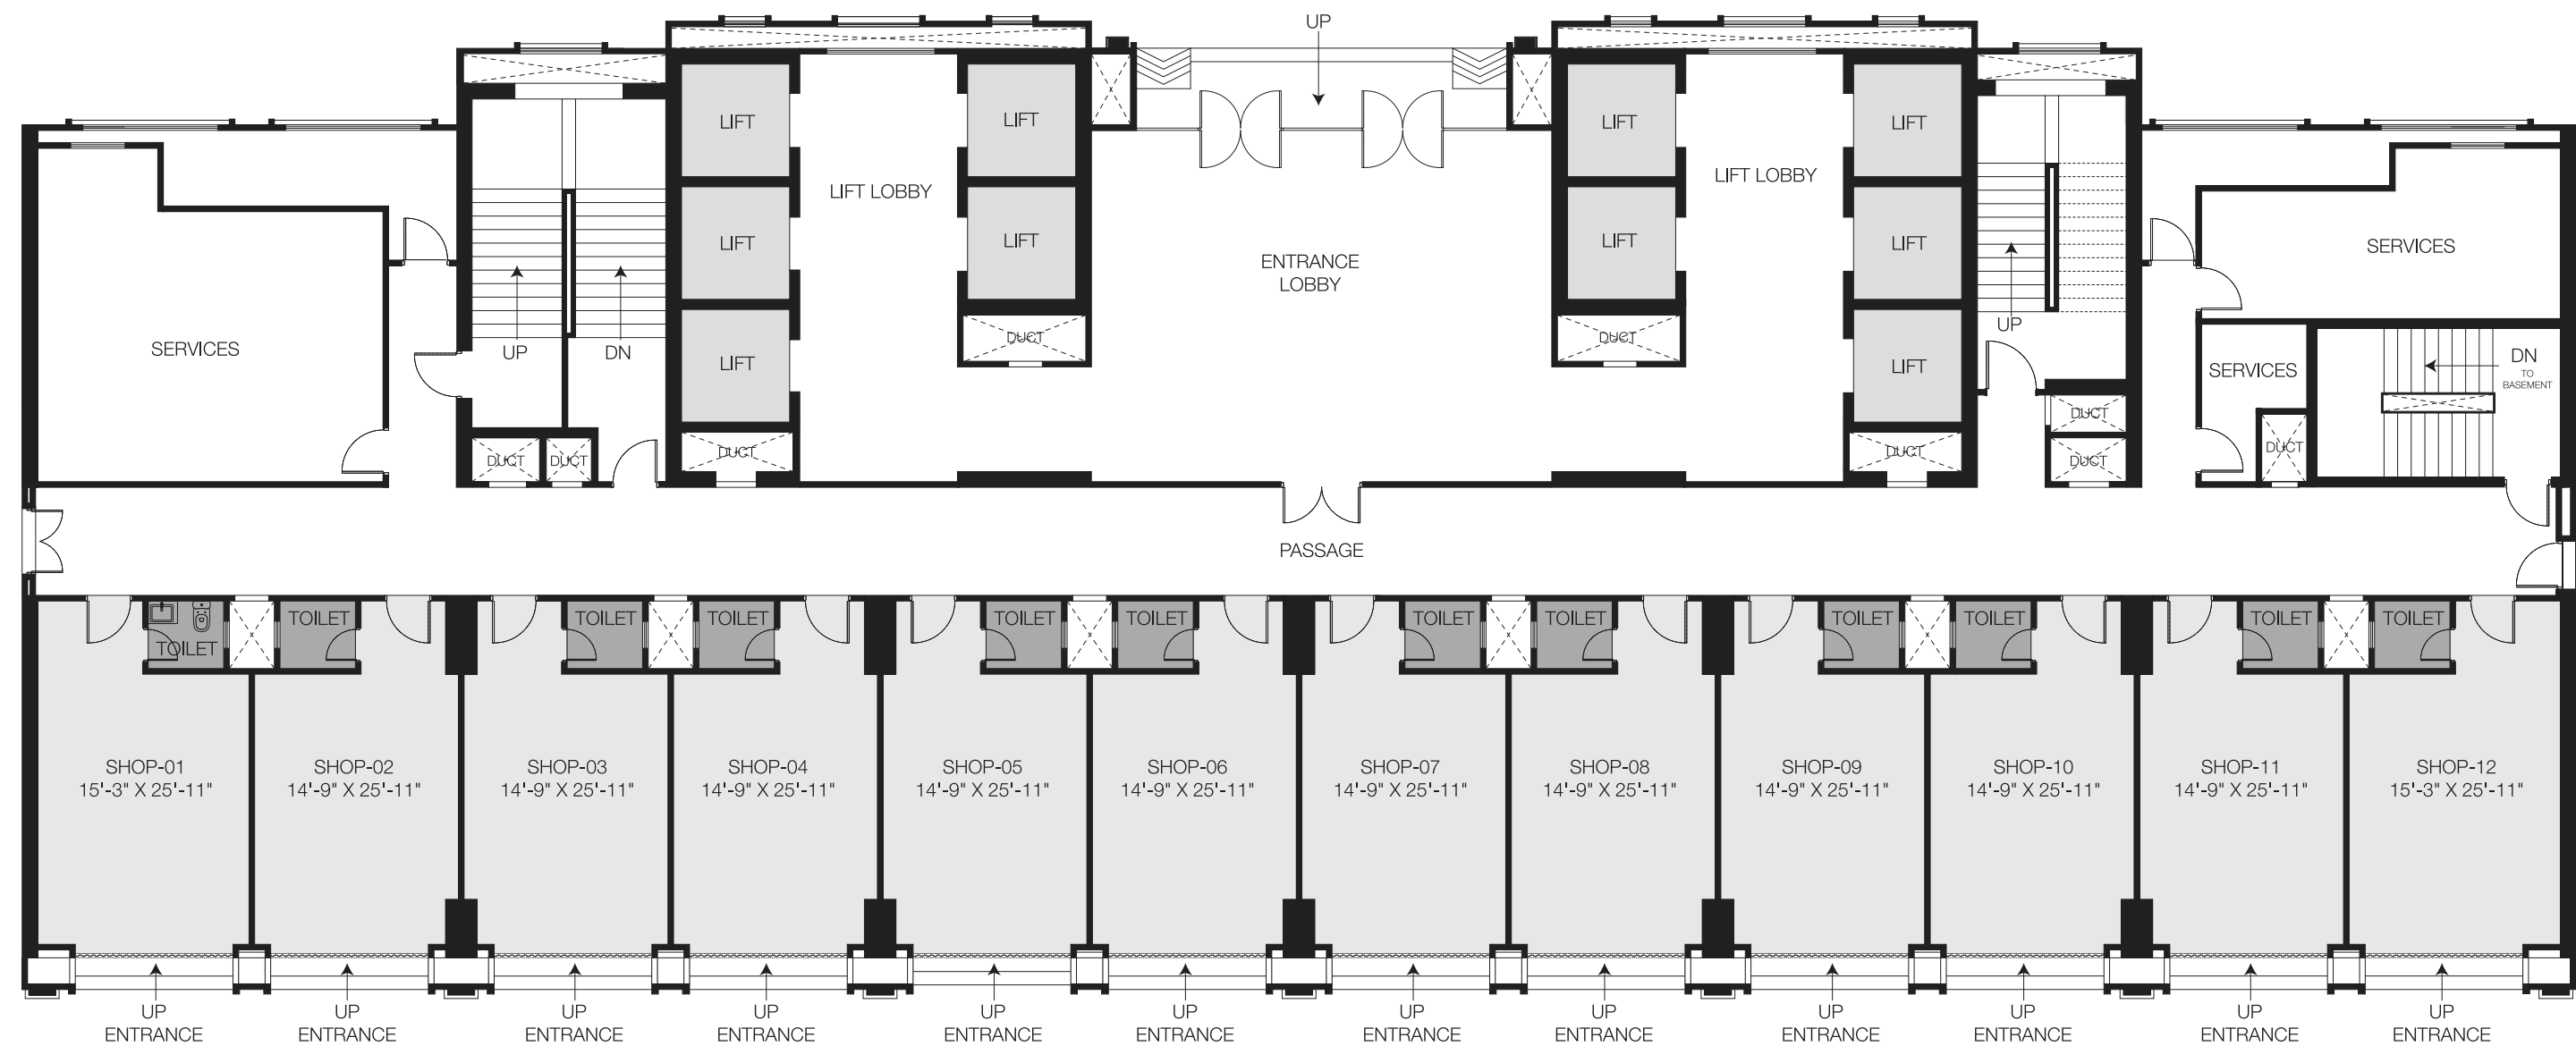 UP
LIFT
LIFT
LIFT
LIFT
LIFT LOBBY
LIFT LOBBY
LIFT
LIFT
LIFT
LIFT
ENTRANCE
LOBBY
SERVICES
SERVICES
UP
DN
LIFT
DUCT
DUCT
UP
LIFT
SERVICES
DN
TO
BASEMENT
DUCT
DUCT
DUCT
DUCT
DUCT
DUCT
DUCT
PASSAGE
TOILET
TOILET
TOILET
TOILET
TOILET
TOILET
TOILET
TOILET
TOILET
TOILET
TOILET
TOILET
SHOP-01
15'-3" X 25'-11"
SHOP-02
14'-9" X 25'-11"
SHOP-03
14'-9" X 25'-11"
SHOP-04
14'-9" X 25'-11"
SHOP-05
14'-9" X 25'-11"
SHOP-06
14'-9" X 25'-11"
SHOP-07
14'-9" X 25'-11"
SHOP-08
14'-9" X 25'-11"
SHOP-09
14'-9" X 25'-11"
SHOP-10
14'-9" X 25'-11"
SHOP-11
14'-9" X 25'-11"
SHOP-12
15'-3" X 25'-11"
UP
ENTRANCE
UP
ENTRANCE
UP
ENTRANCE
UP
ENTRANCE
UP
ENTRANCE
UP
ENTRANCE
UP
ENTRANCE
UP
ENTRANCE
UP
ENTRANCE
UP
ENTRANCE
UP
ENTRANCE
UP
ENTRANCE